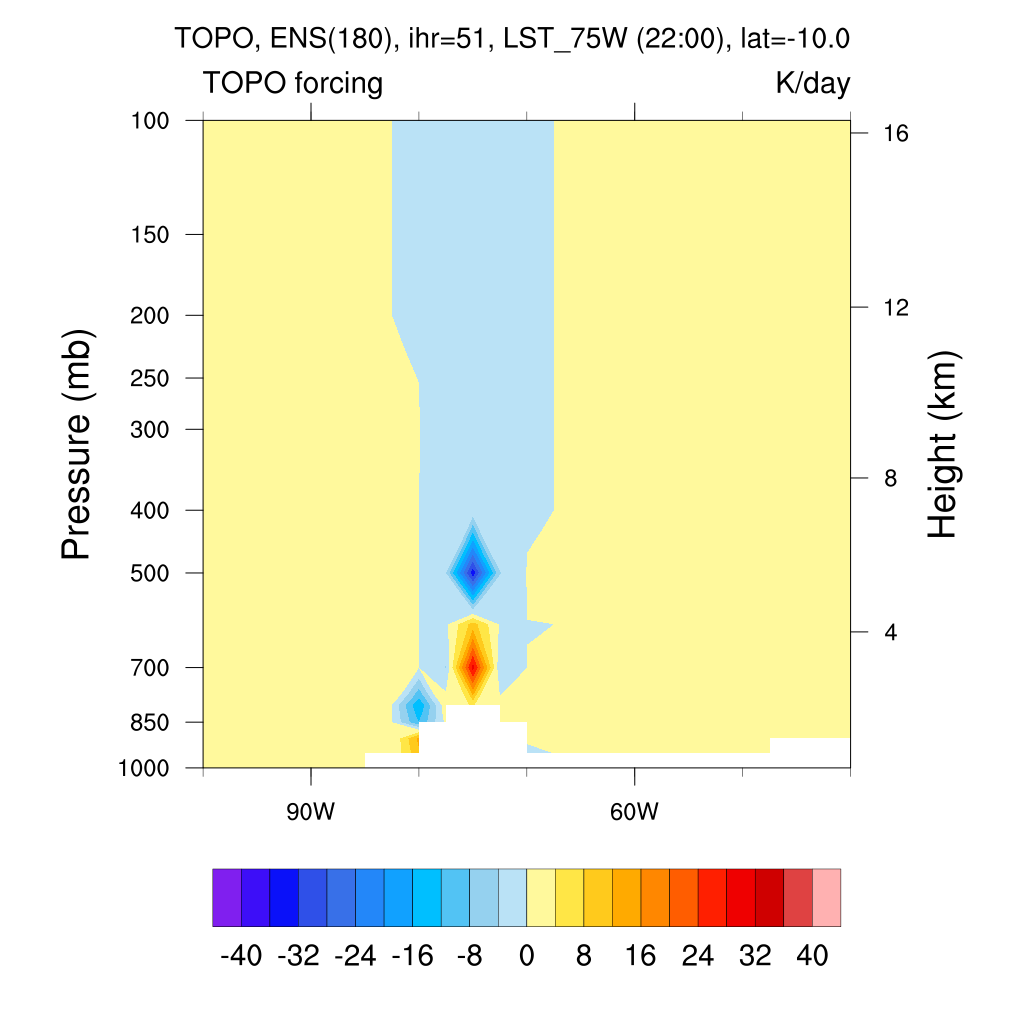 TOPO, ENS(180), ihr=51, LST_75W (22:00), lat=-10.0
TOPO forcing
K/day
100
150
200
250
300
400
500
700
850
1000
Pressure (mb)
16
12
8
4
Height (km)
90W
60W
-40 -32 -24 -16 -8 0 8 16 24 32 40